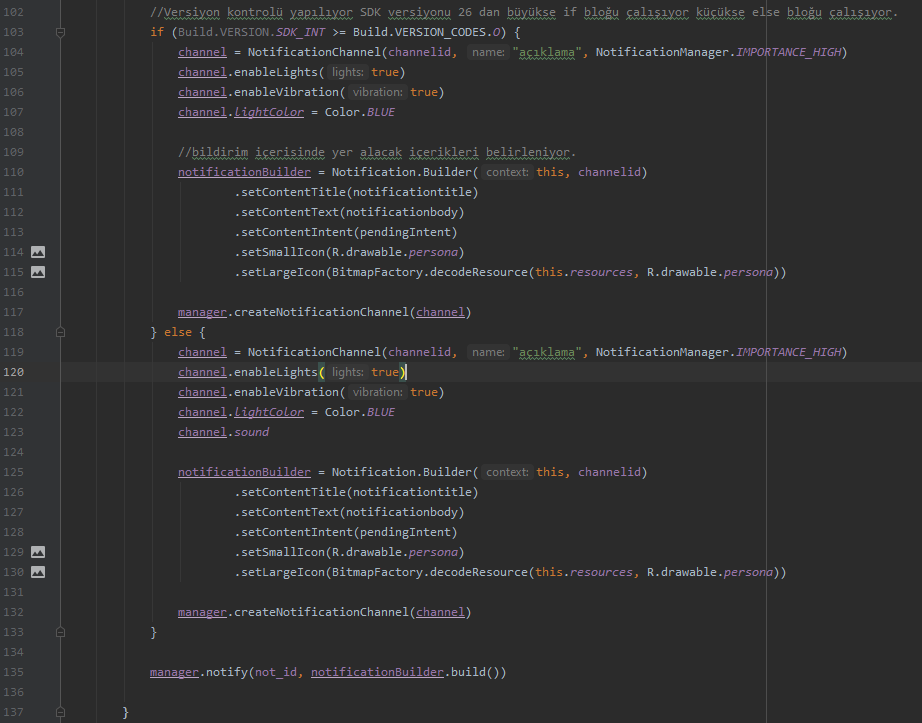 102 //Versiyon kontrolü yapılıyor SDK versiyonu 26 dan büyükse if bloğu çalışıyor küçükse else bloğu çalışıyor.
103 if (Build.VERSION.SDK_INT >= Build.VERSION_CODES.O) {
104 channel = NotificationChannel(channelid, name: "açıklama", NotificationManager.IMPORTANCE_HIGH)
105 channel.enableLights( lights: true)
106 channel.enableVibration( vibration: true)
107 channel.lightColor = Color.BLUE
108
109 //bildirim içerisinde yer alacak içerikleri belirleniyor.
110 notificationBuilder = Notification.Builder( context: this, channelid)
111 .setContentTitle(notificationtitle)
112 .setContentText(notificationbody)
113 .setContentIntent(pendingIntent)
114 .setSmallIcon(R.drawable.persona)
115 .setLargeIcon(BitmapFactory.decodeResource(this.resources, R.drawable.persona))
116
117 manager.createNotificationChannel(channel)
118 } else {
119 channel = NotificationChannel(channelid, name: "açıklama", NotificationManager.IMPORTANCE_HIGH)
120 channel.enableLights( lights: true)
121 channel.enableVibration( vibration: true)
122 channel.lightColor = Color.BLUE
123 channel.sound
124
125 notificationBuilder = Notification.Builder( context: this, channelid)
126 .setContentTitle(notificationtitle)
127 .setContentText(notificationbody)
128 .setContentIntent(pendingIntent)
129 .setSmallIcon(R.drawable.persona)
130 .setLargeIcon(BitmapFactory.decodeResource(this.resources, R.drawable.persona))
131
132 manager.createNotificationChannel(channel)
133 }
134
135 manager.notify(not_id, notificationBuilder.build())
136
137 }